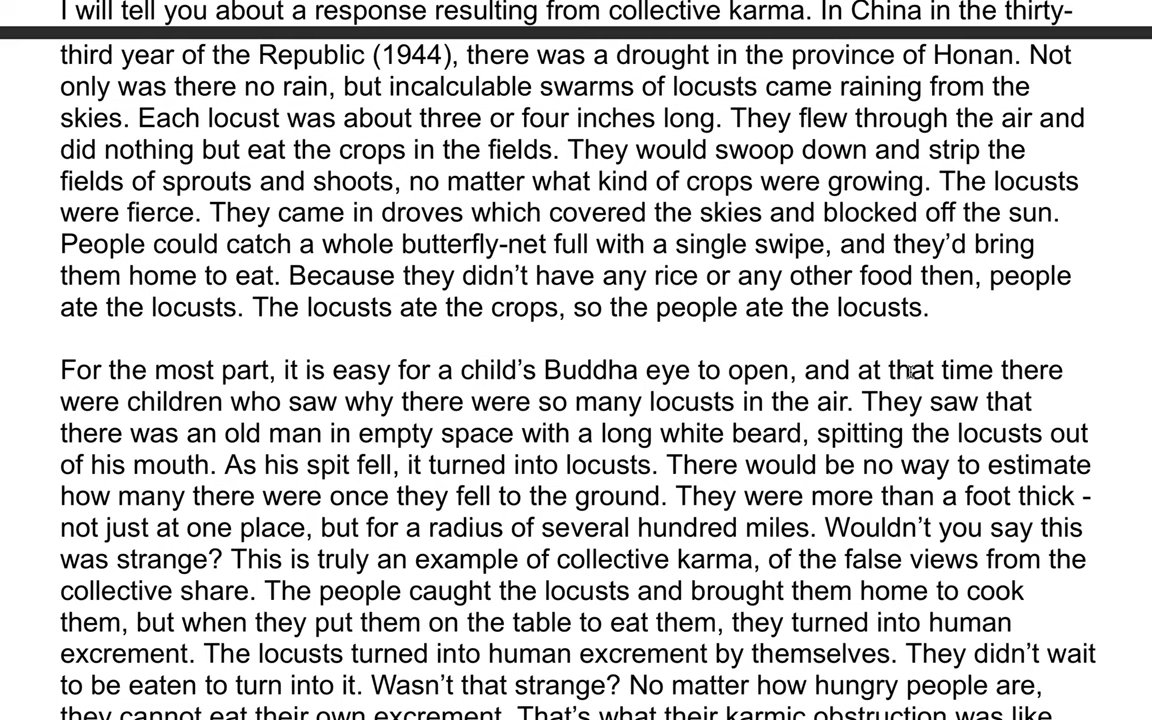 I will tell you about a response resulting from collective karma. In China in the thirty-
third year of the Republic (1944), there was a drought in the province of Honan. Not
only was there no rain, but incalculable swarms of locusts came raining from the
skies. Each locust was about three or four inches long. They flew through the air and
did nothing but eat the crops in the fields. They would swoop down and strip the
fields of sprouts and shoots, no matter what kind of crops were growing. The locusts
were fierce. They came in droves which covered the skies and blocked off the sun.
People could catch a whole butterfly-net full with a single swipe, and they’d bring
them home to eat. Because they didn’t have any rice or any other food then, people
ate the locusts. The locusts ate the crops, so the people ate the locusts.
For the most part, it is easy for a child’s Buddha eye to open, and at that time there
were children who saw why there were so many locusts in the air. They saw that
there was an old man in empty space with a long white beard, spitting the locusts out
of his mouth. As his spit fell, it turned into locusts. There would be no way to estimate
how many there were once they fell to the ground. They were more than a foot thick -
not just at one place, but for a radius of several hundred miles. Wouldn’t you say this
was strange? This is truly an example of collective karma, of the false views from the
collective share. The people caught the locusts and brought them home to cook
them, but when they put them on the table to eat them, they turned into human
excrement. The locusts turned into human excrement by themselves. They didn’t wait
to be eaten to turn into it. Wasn’t that strange? No matter how hungry people are,
they cannot eat their own excrement. That’s what their karmic obstruction was like